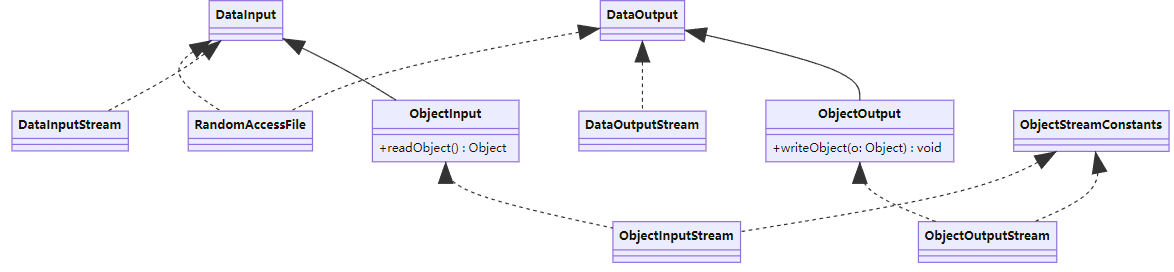 DataInput
DataOutput
DataInputStream
RandomAccessFile
ObjectInput
+readObject() : Object
DataOutputStream
ObjectOutput
+writeObject(o: Object) : void
ObjectStreamConstants
ObjectInputStream
ObjectOutputStream